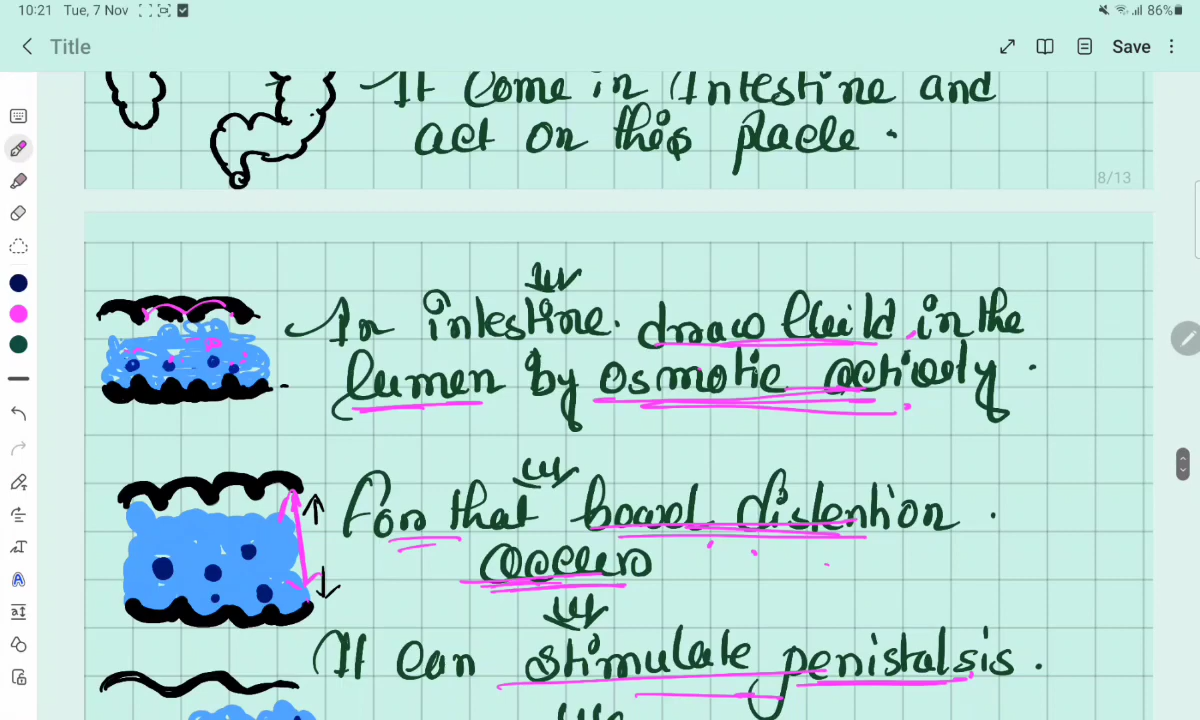 10:21 Tue, 7 Nov 86%
Title Save
It Come in Intestine and
act on this place.
8/13
In intestine draw fluid in the
lumen by osmotic activety.
For that bowel distention.
occurs
It can stimulate peristalsis.